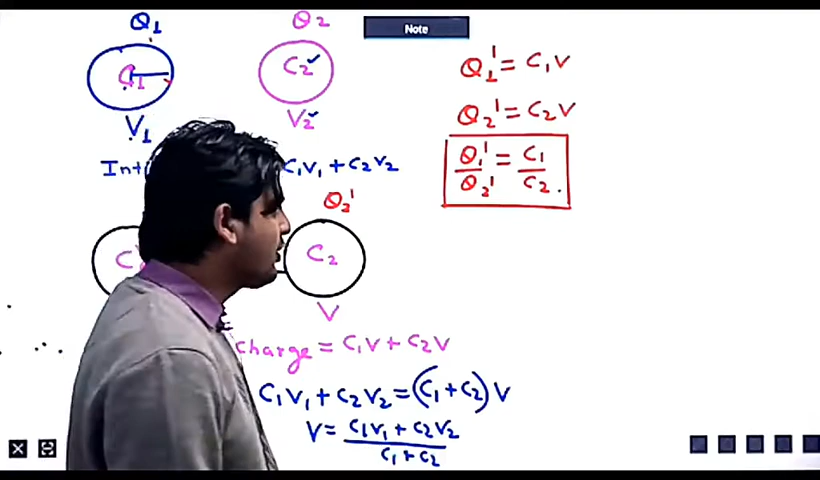 Q₁
Q₂
Note
C₁
C₂
V₁
V₂
C₁V₁ + C₂V₂
Q₁' = C₁V
Q₂' = C₂V
Q₁'/Q₂' = C₁/C₂.
Q₂'
C₂
V
charge = C₁V + C₂V
C₁V₁ + C₂V₂ = (C₁ + C₂) V
V = C₁V₁ + C₂V₂/C₁ + C₂